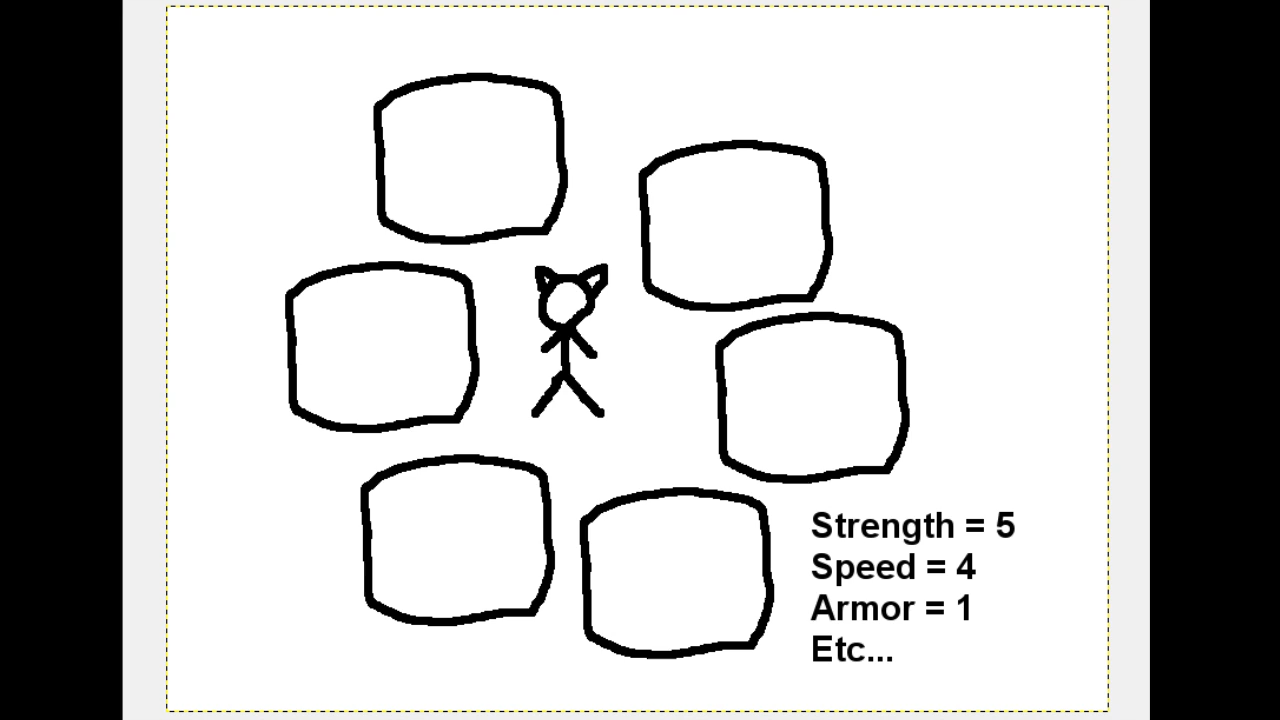 Strength = 5
Speed = 4
Armor = 1
Etc...